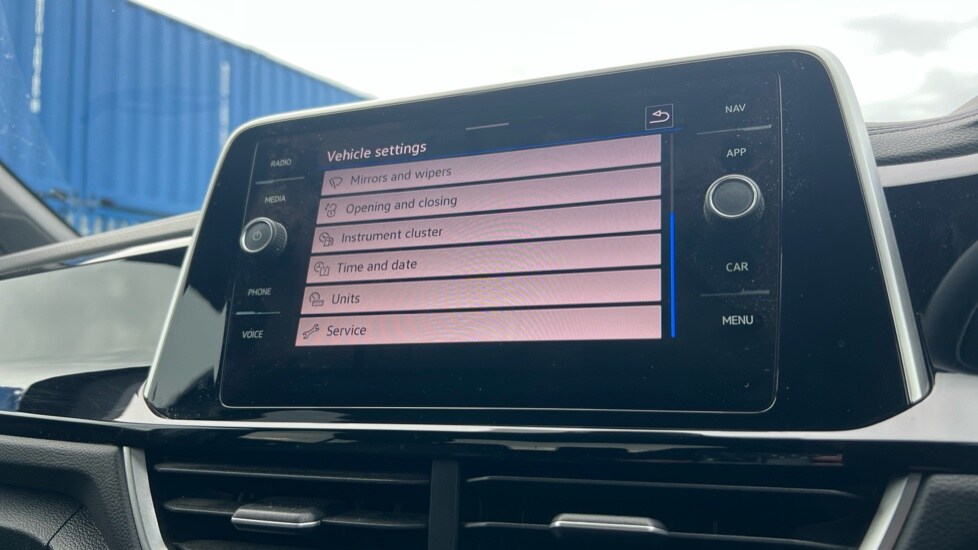 RADIO
MEDIA
PHONE
VOICE
Vehicle settings
Mirrors and wipers
Opening and closing
Instrument cluster
Time and date
Units
Service
NAV
APP
CAR
MENU